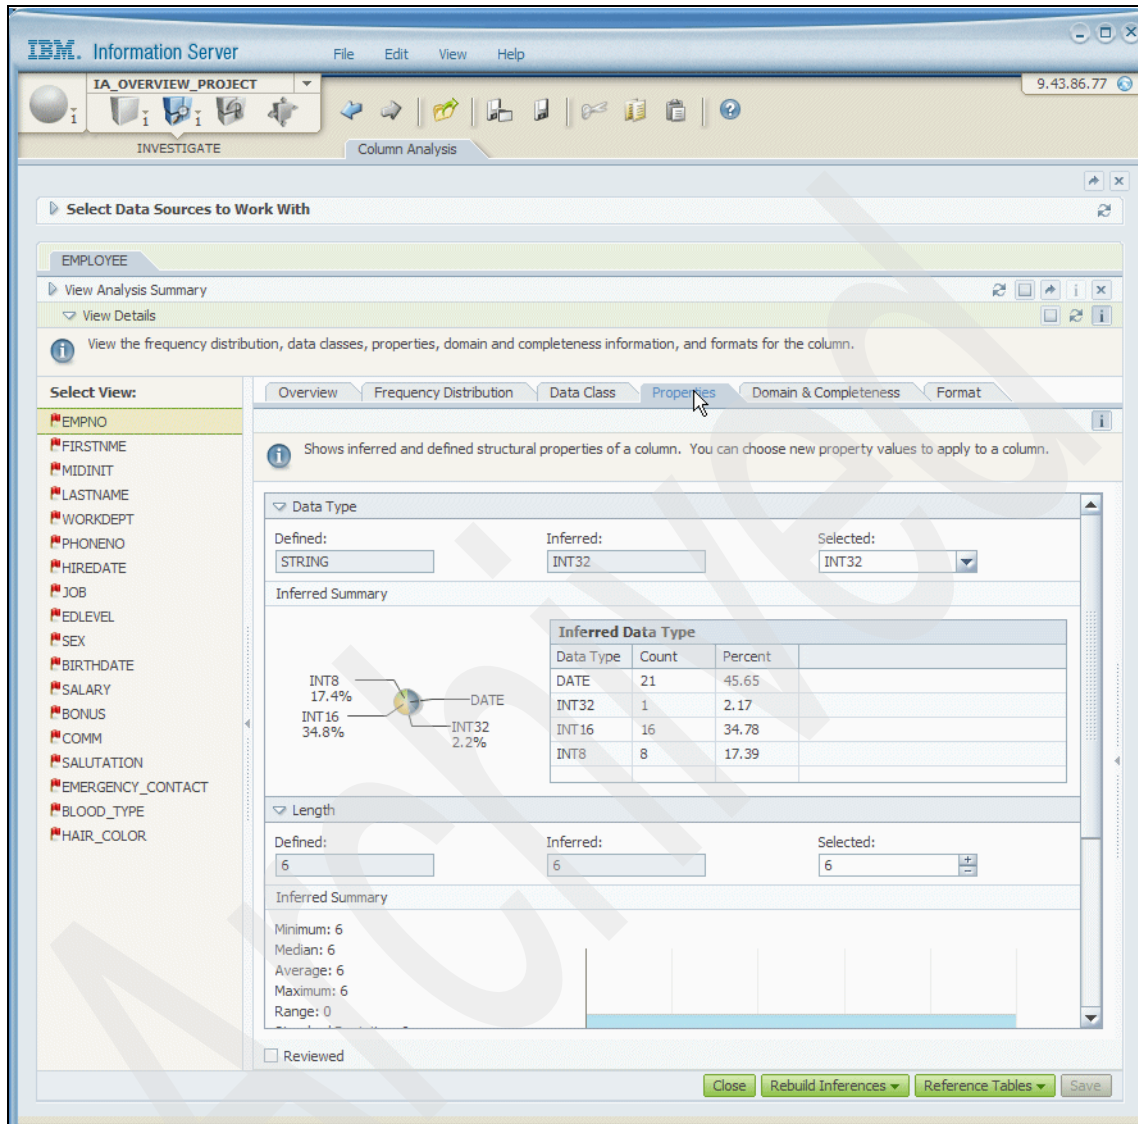 IBM. Information Server
File Edit View Help
IA_OVERVIEW_PROJECT
9.43.86.77
INVESTIGATE
Column Analysis
Select Data Sources to Work With
EMPLOYEE
View Analysis Summary
View Details
View the frequency distribution, data classes, properties, domain and completeness information, and formats for the column.
Select View:
EMPNO
FIRSTNME
MIDINIT
LASTNAME
WORKDEPT
PHONENO
HIREDATE
JOB
EDLEVEL
SEX
BIRTHDATE
SALARY
BONUS
COMM
SALUTATION
EMERGENCY_CONTACT
BLOOD_TYPE
HAIR_COLOR
Overview Frequency Distribution Data Class Properties Domain & Completeness Format
Shows inferred and defined structural properties of a column. You can choose new property values to apply to a column.
Data Type
Defined: Inferred: Selected:
STRING INT32 INT32
Inferred Summary
INT8
17.4%
INT16
34.8%
DATE
INT32
2.2%
Inferred Data Type
Data Type Count Percent
DATE 21 45.65
INT32 1 2.17
INT16 16 34.78
INT8 8 17.39
Length
Defined: Inferred: Selected:
6 6 6
Inferred Summary
Minimum: 6
Median: 6
Average: 6
Maximum: 6
Range: 0
Reviewed
Close Rebuild Inferences Reference Tables Save
Archived